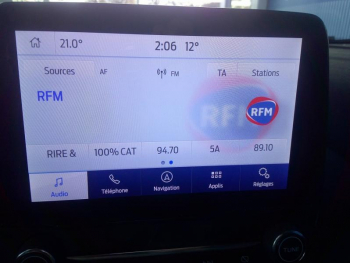 21.0° 2:06 12°
Sources AF FM TA Stations
RFM
RFM RFM
RIRE & 100% CAT 94.70 5A 89.10
Audio Téléphone Navigation Applis Réglages